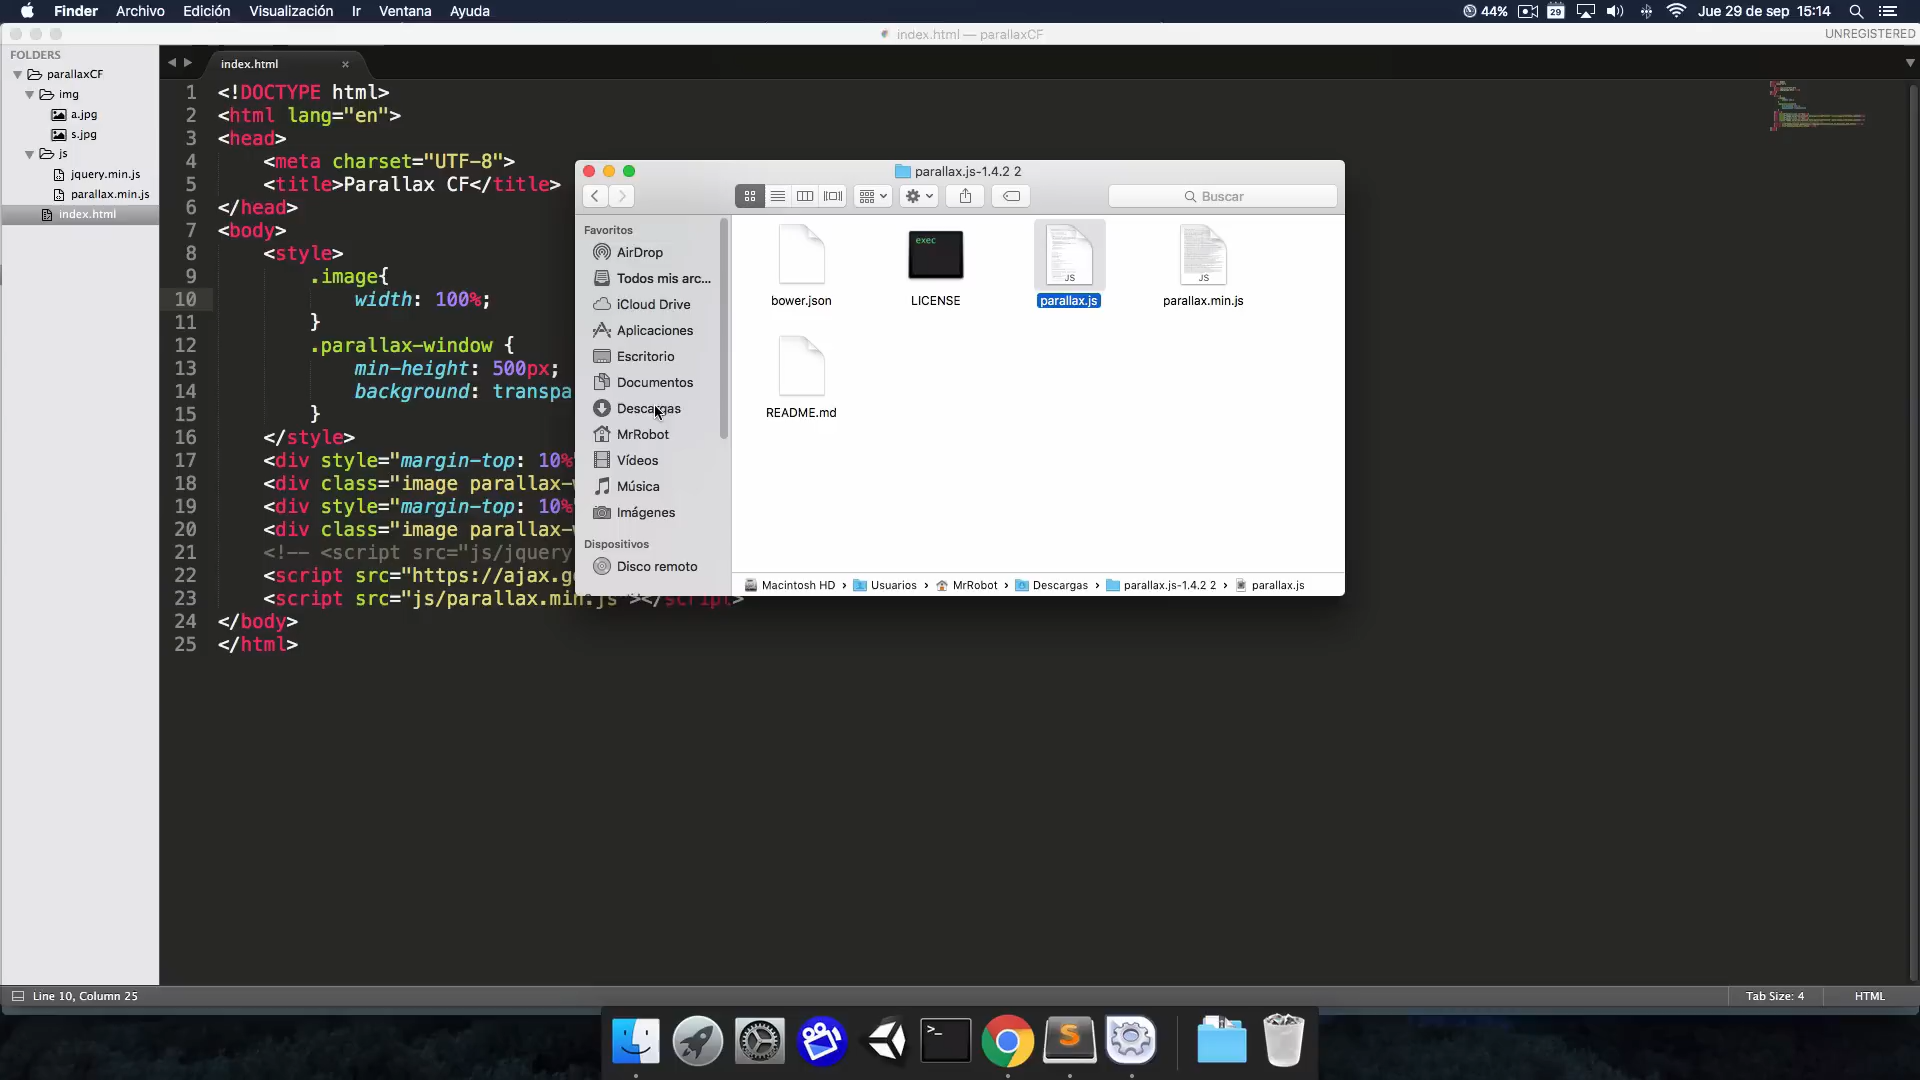 Finder Archivo Edición Visualización Ir Ventana Ayuda
44% 29 Jue 29 de sep 15:14
index.html — parallaxCF
UNREGISTERED
FOLDERS
parallaxCF
img
a.jpg
s.jpg
js
jquery.min.js
parallax.min.js
index.html
index.html ×
1 <!DOCTYPE html>
2 <html lang="en">
3 <head>
4 <meta charset="UTF-8">
5 <title>Parallax CF</title>
6 </head>
7 <body>
8 <style>
9 .image{
10 width: 100%;
11 }
12 .parallax-window {
13 min-height: 500px;
14 background: transpa
15 }
16 </style>
17 <div style="margin-top: 10%
18 <div class="image parallax-
19 <div style="margin-top: 10%
20 <div class="image parallax-
21 <!-- <script src="js/jquery
22 <script src="https://ajax.g
23 <script src="js/parallax.min.js"></script>
24 </body>
25 </html>
parallax.js-1.4.2 2
Buscar
Favoritos
AirDrop
Todos mis arc...
iCloud Drive
Aplicaciones
Escritorio
Documentos
Descargas
MrRobot
Vídeos
Música
Imágenes
Dispositivos
Disco remoto
bower.json
exec
LICENSE
JS
parallax.js
JS
parallax.min.js
README.md
Macintosh HD › Usuarios › MrRobot › Descargas › parallax.js-1.4.2 2 › parallax.js
Line 10, Column 25
Tab Size: 4
HTML